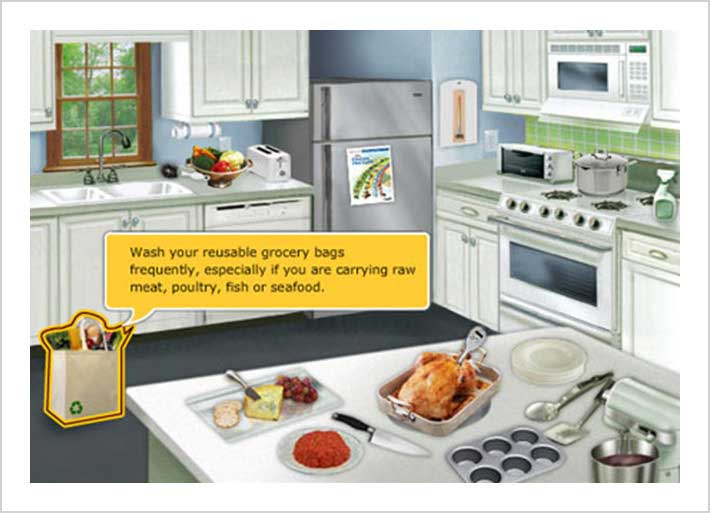 Wash your reusable grocery bags
frequently, especially if you are carrying raw
meat, poultry, fish or seafood.